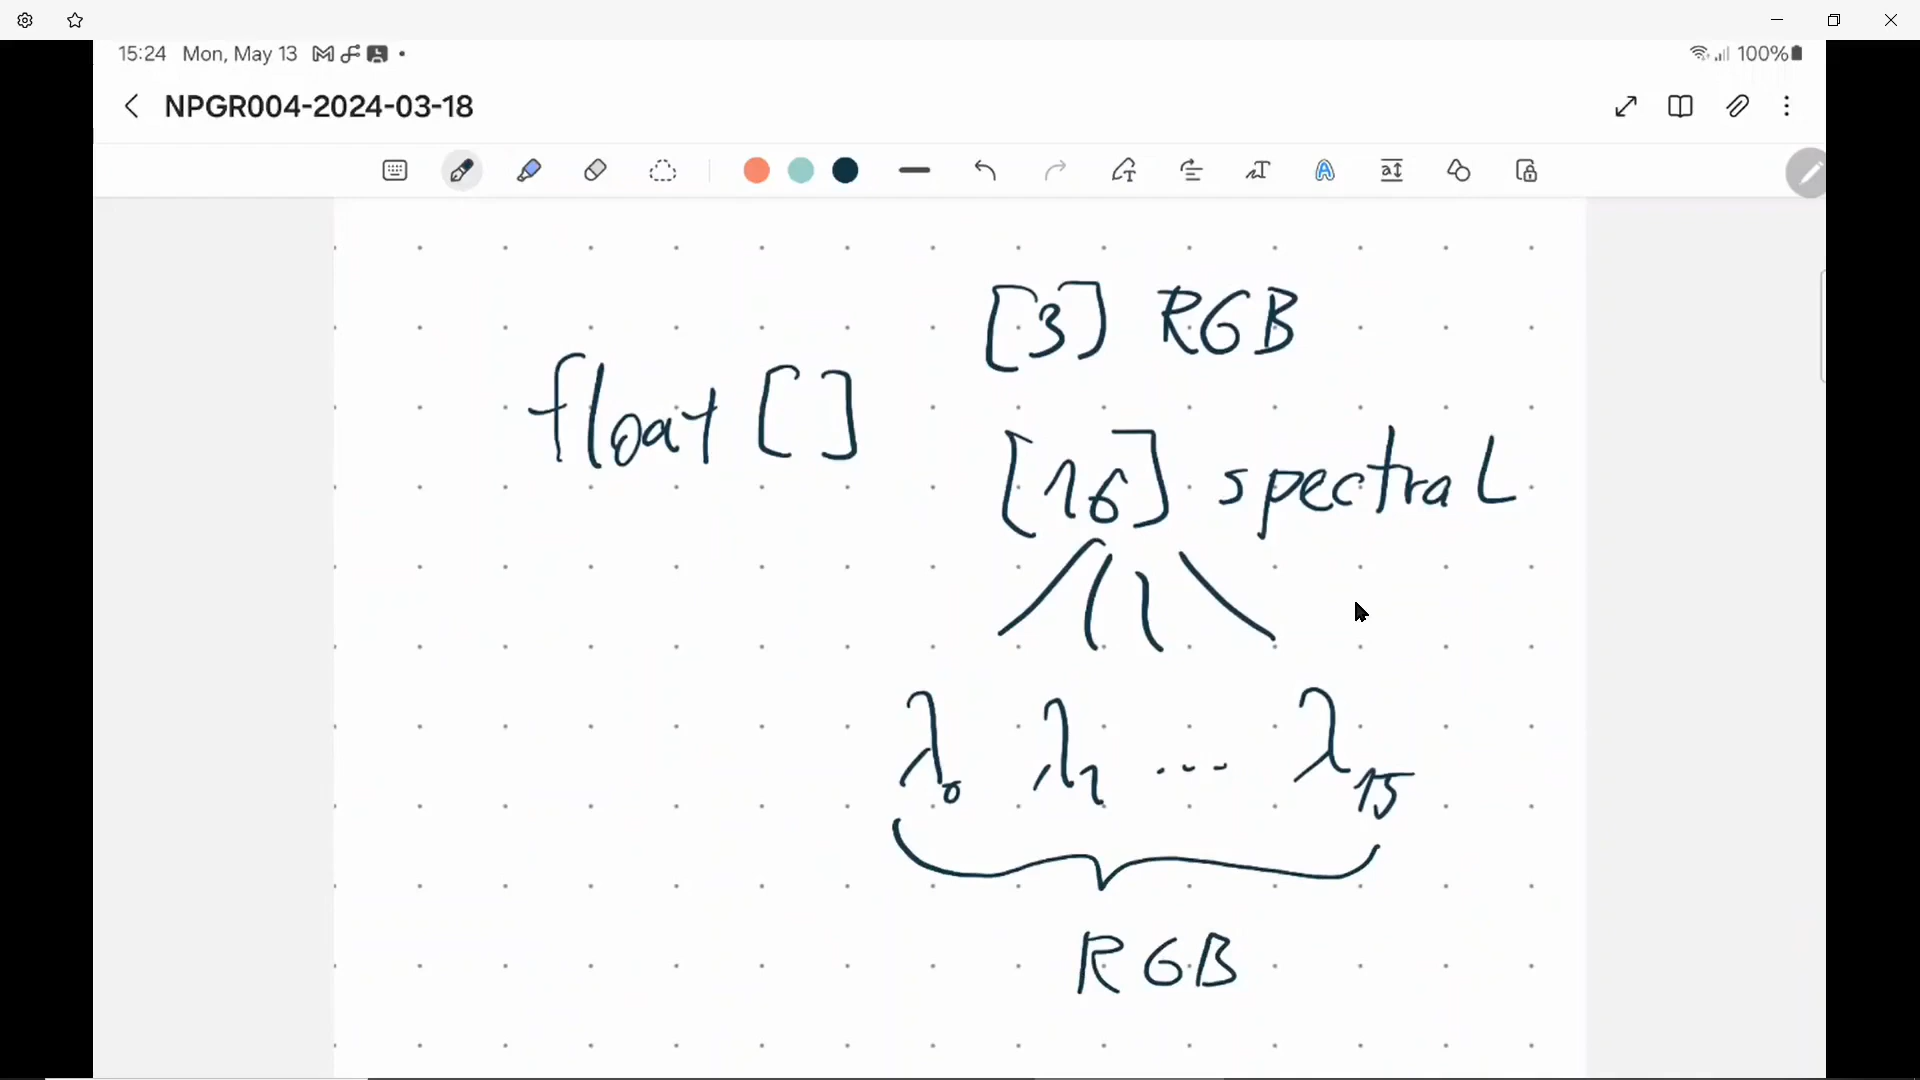 15:24 Mon, May 13
100%
NPGR004-2024-03-18
[3] RGB
float []
[16] spectral
λ0 λ1 ... λ15
RGB